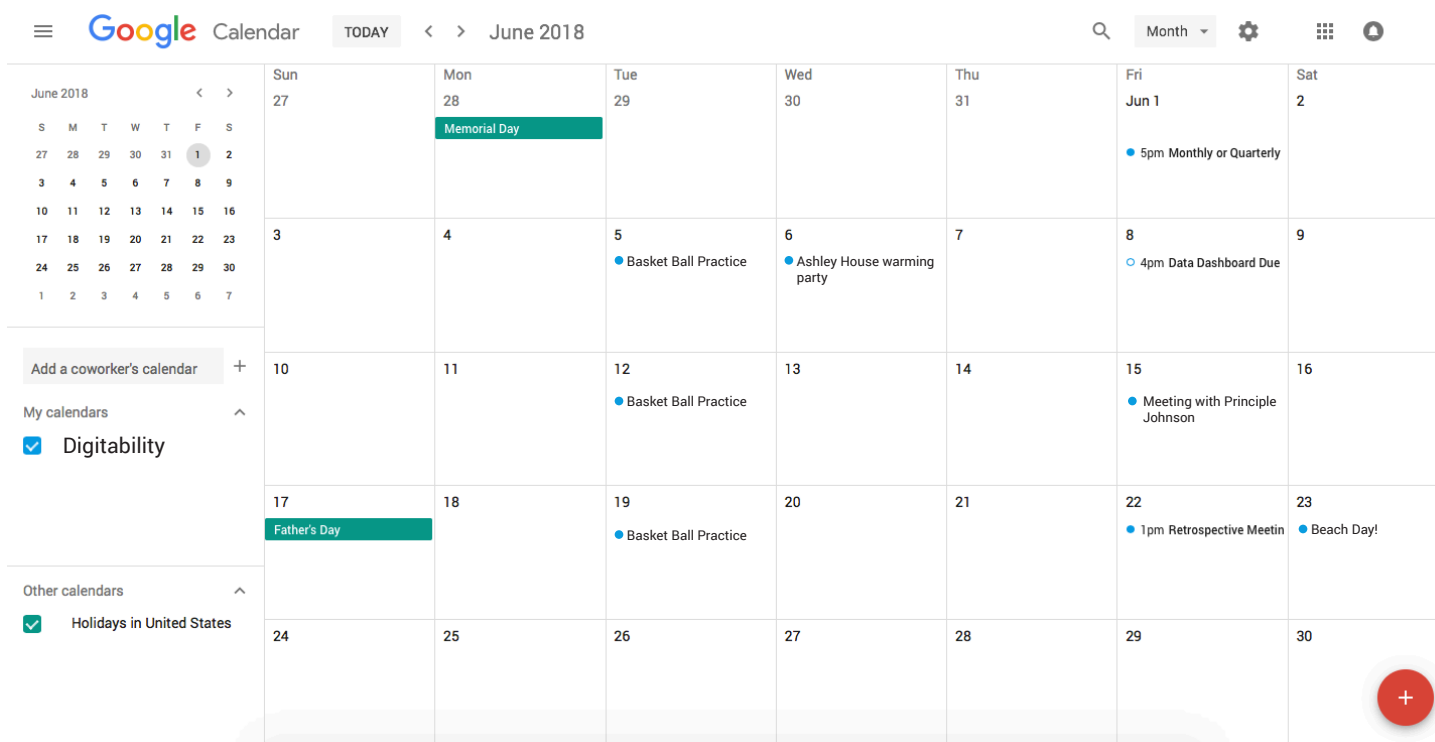 Google Calendar TODAY June 2018 Month
June 2018
S M T W T F S
27 28 29 30 31 1 2
3 4 5 6 7 8 9
10 11 12 13 14 15 16
17 18 19 20 21 22 23
24 25 26 27 28 29 30
1 2 3 4 5 6 7
Add a coworker's calendar +
My calendars
Digitability
Other calendars
Holidays in United States
Sun Mon Tue Wed Thu Fri Sat
27 28 29 30 31 Jun 1 2
Memorial Day
5pm Monthly or Quarterly
3 4 5 6 7 8 9
Basket Ball Practice
Ashley House warming
party
4pm Data Dashboard Due
10 11 12 13 14 15 16
Basket Ball Practice
Meeting with Principle
Johnson
17 18 19 20 21 22 23
Father's Day
Basket Ball Practice
1pm Retrospective Meetin
Beach Day!
24 25 26 27 28 29 30
+